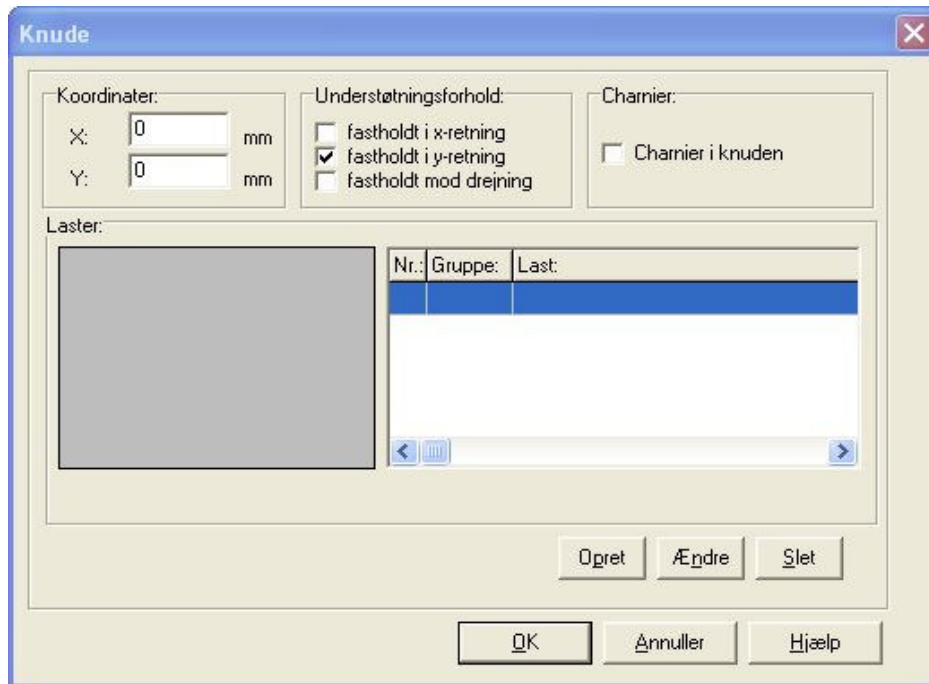 Knude
Koordinater:
X: 0 mm
Y: 0 mm
Understøtningsforhold:
fastholdt i x-retning
fastholdt i y-retning
fastholdt mod drejning
Charnier:
Charnier i knuden
Laster:
Nr.: Gruppe: Last:
Opret Ændre Slet
OK Annuller Hjælp